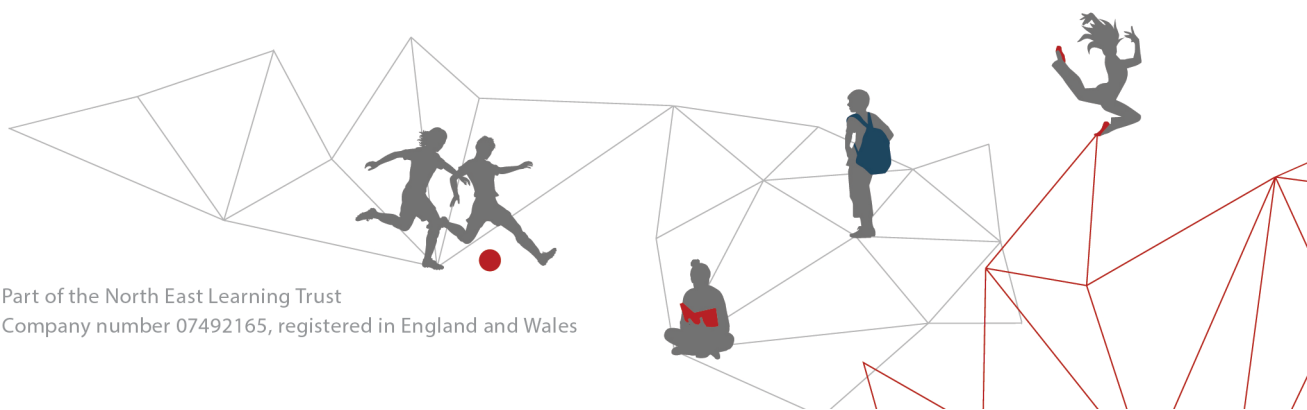 Part of the North East Learning Trust
Company number 07492165, registered in England and Wales